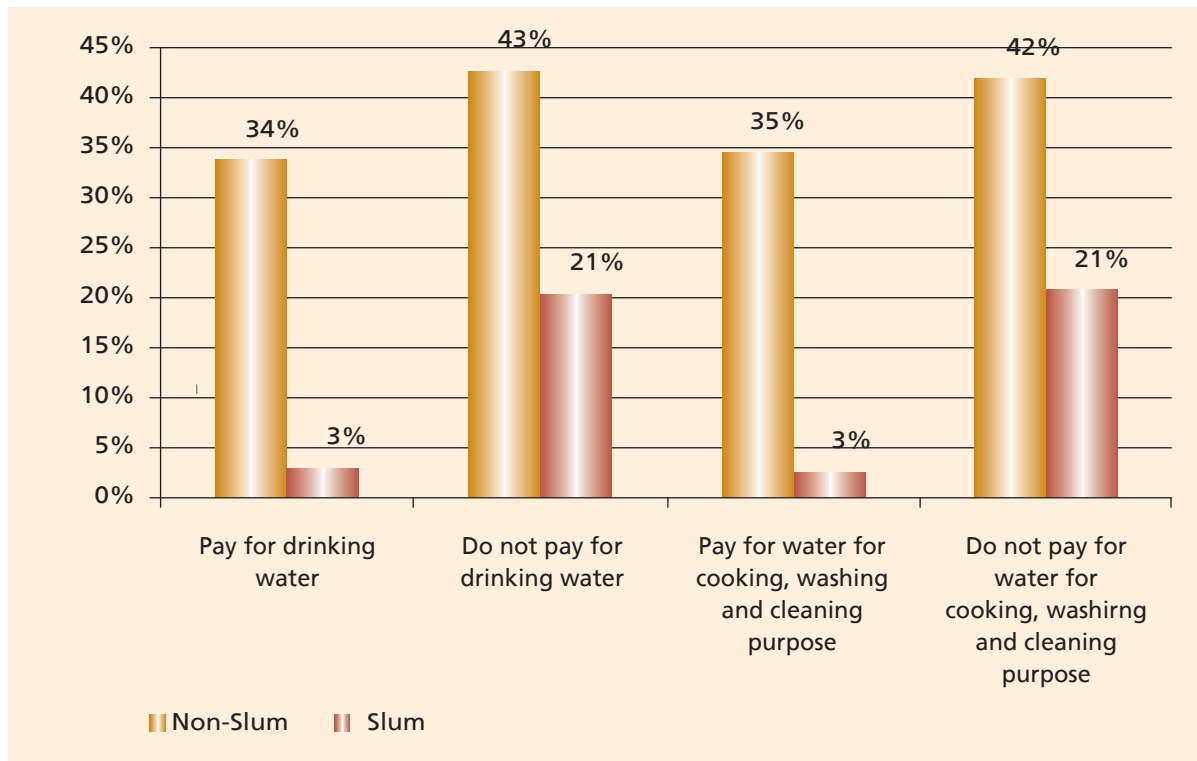 45%
40%
35%
30%
25%
20%
15%
10%
5%
0%
34%
3%
43%
21%
35%
3%
42%
21%
Pay for drinking
water
Do not pay for
drinking water
Pay for water for
cooking, washing
and cleaning
purpose
Do not pay for
water for
cooking, washirng
and cleaning
purpose
Non-Slum
Slum